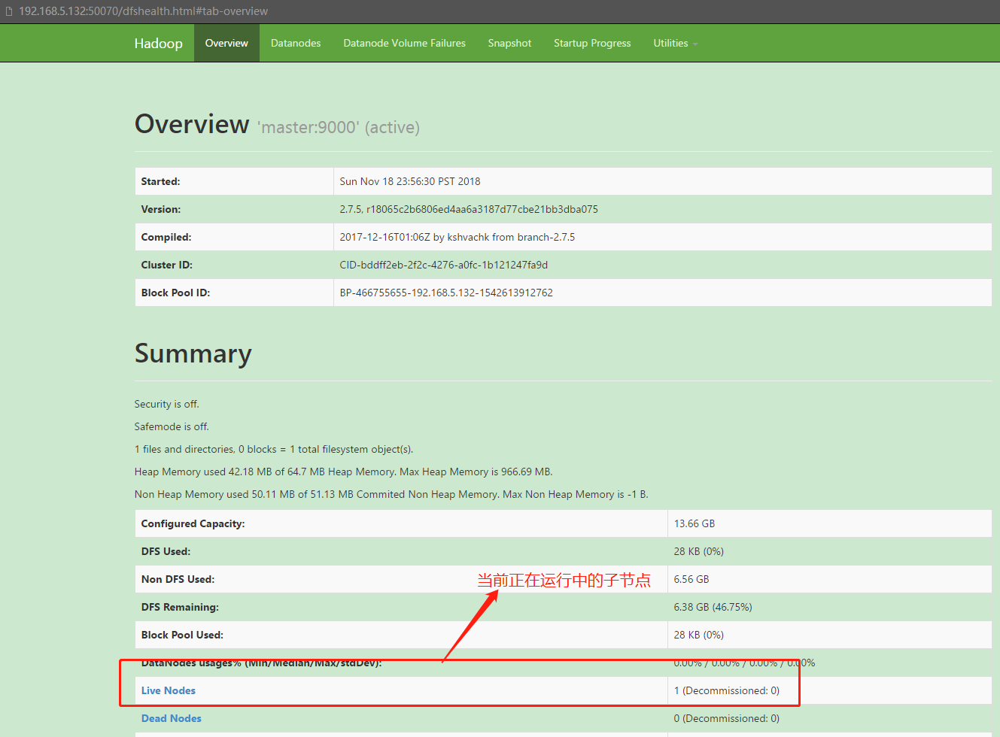 192.168.5.132:50070/dfshealth.html#tab-overview
Hadoop Overview Datanodes Datanode Volume Failures Snapshot Startup Progress Utilities
Overview 'master:9000' (active)
Started: Sun Nov 18 23:56:30 PST 2018
Version: 2.7.5, r18065c2b6806ed4aa6a3187d77cbe21bb3dba075
Compiled: 2017-12-16T01:06Z by kshvachk from branch-2.7.5
Cluster ID: CID-bddff2eb-2f2c-4276-a0fc-1b121247fa9d
Block Pool ID: BP-466755655-192.168.5.132-1542613912762
Summary
Security is off.
Safemode is off.
1 files and directories, 0 blocks = 1 total filesystem object(s).
Heap Memory used 42.18 MB of 64.7 MB Heap Memory. Max Heap Memory is 966.69 MB.
Non Heap Memory used 50.11 MB of 51.13 MB Commited Non Heap Memory. Max Non Heap Memory is -1 B.
Configured Capacity: 13.66 GB
DFS Used: 28 KB (0%)
Non DFS Used: 6.56 GB
当前正在运行中的子节点
DFS Remaining: 6.38 GB (46.75%)
Block Pool Used: 28 KB (0%)
DataNodes usages% (Min/Median/Max/stdDev): 0.00% / 0.00% / 0.00% / 0.00%
Live Nodes 1 (Decommissioned: 0)
Dead Nodes 0 (Decommissioned: 0)